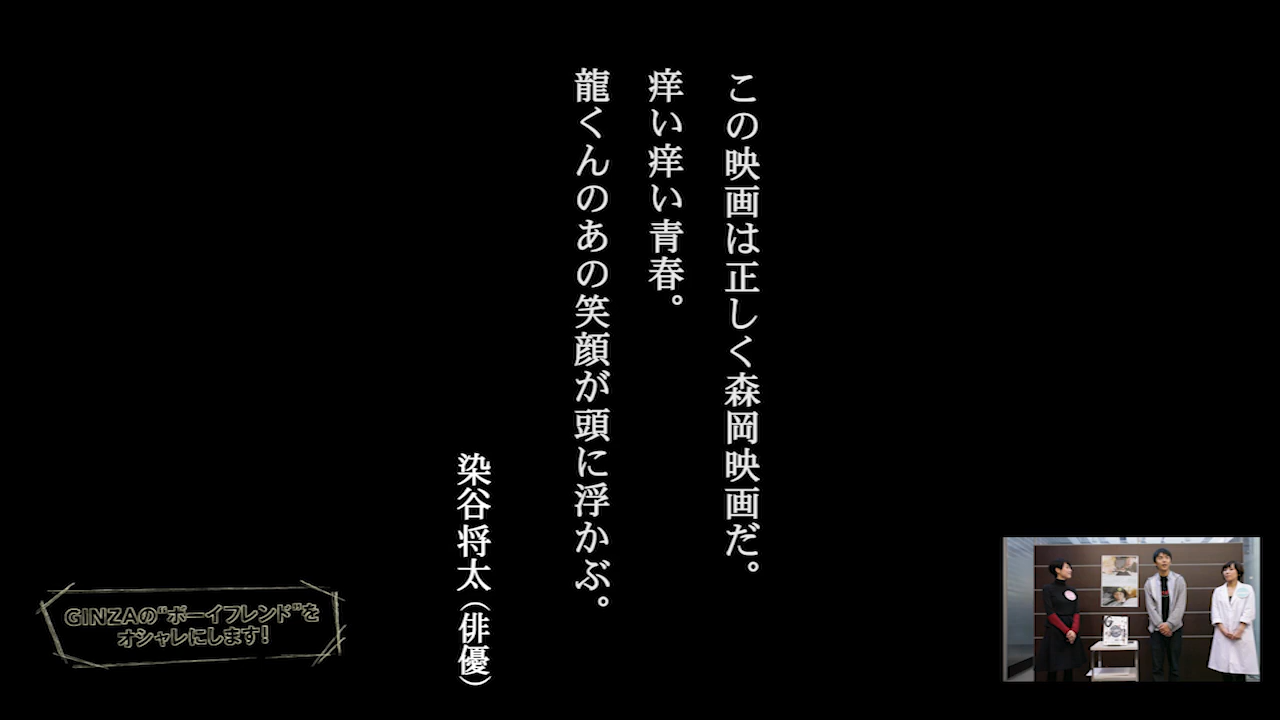 この映画は正しく森岡映画だ。
痒い痒い青春。
龍くんのあの笑顔が頭に浮かぶ。
染谷将太（俳優）
GINZAの“ボーイフレンド”を
オシャレにします！